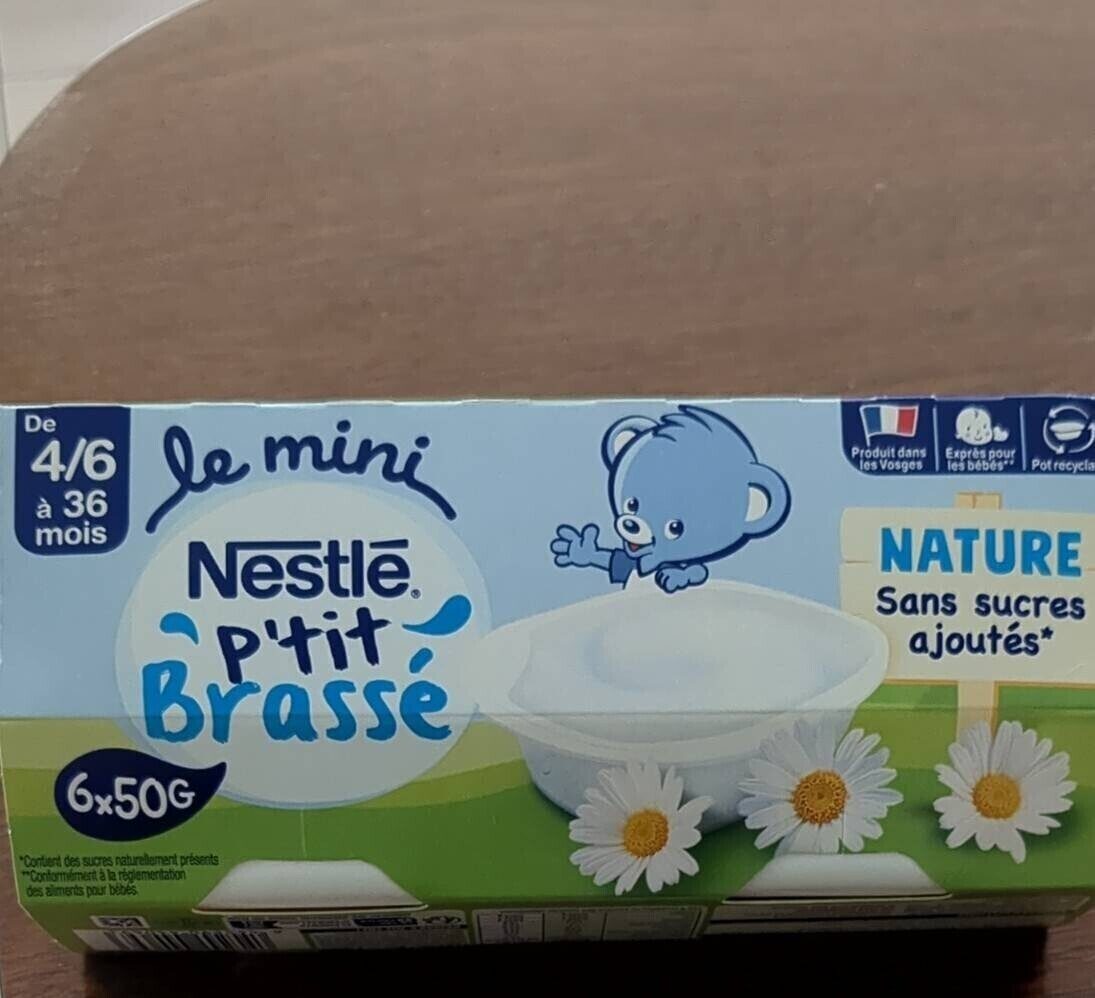 De
4/6
à 36
mois
le mini
Nestlé®
P'tit
Brassé
6x50G
Produit dans
les Vosges
Exprès pour
les bébés**
Pot recycla
NATURE
Sans sucres
ajoutés*
*Contient des sucres naturellement présents
**Conformément à la réglementation
des aliments pour bébés.